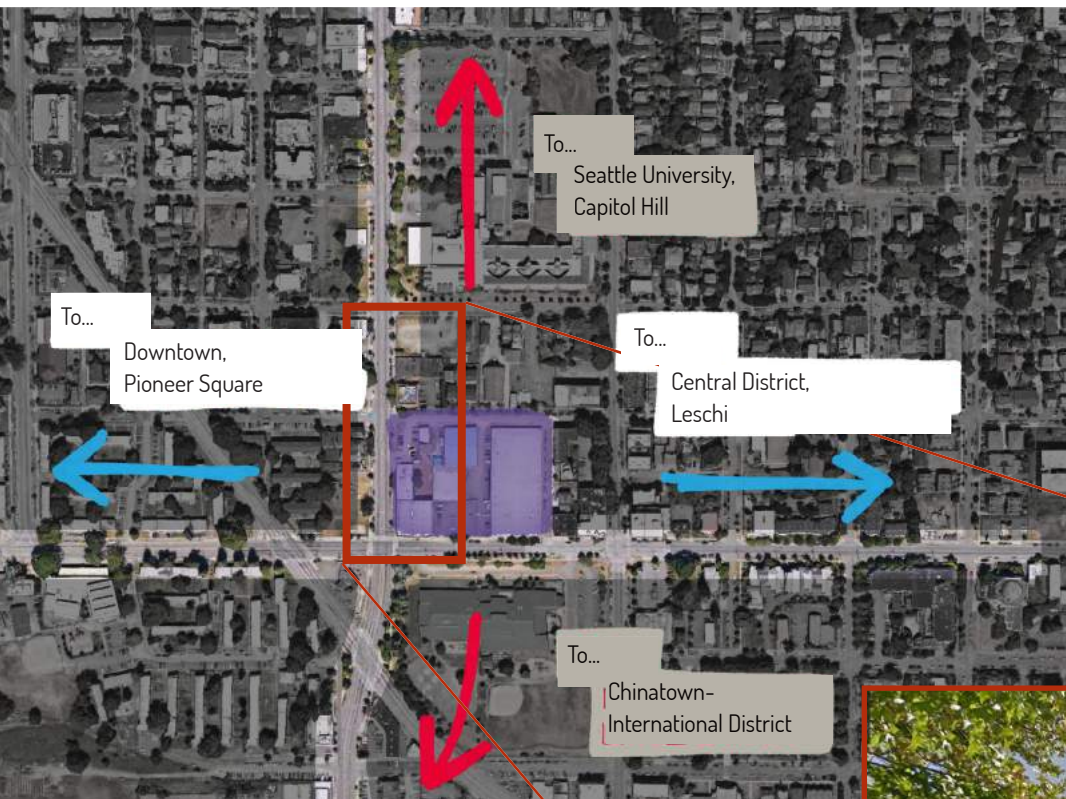 To...
Seattle University,
Capitol Hill
To...
Downtown,
Pioneer Square
To...
Central District,
Leschi
To...
Chinatown-
International District